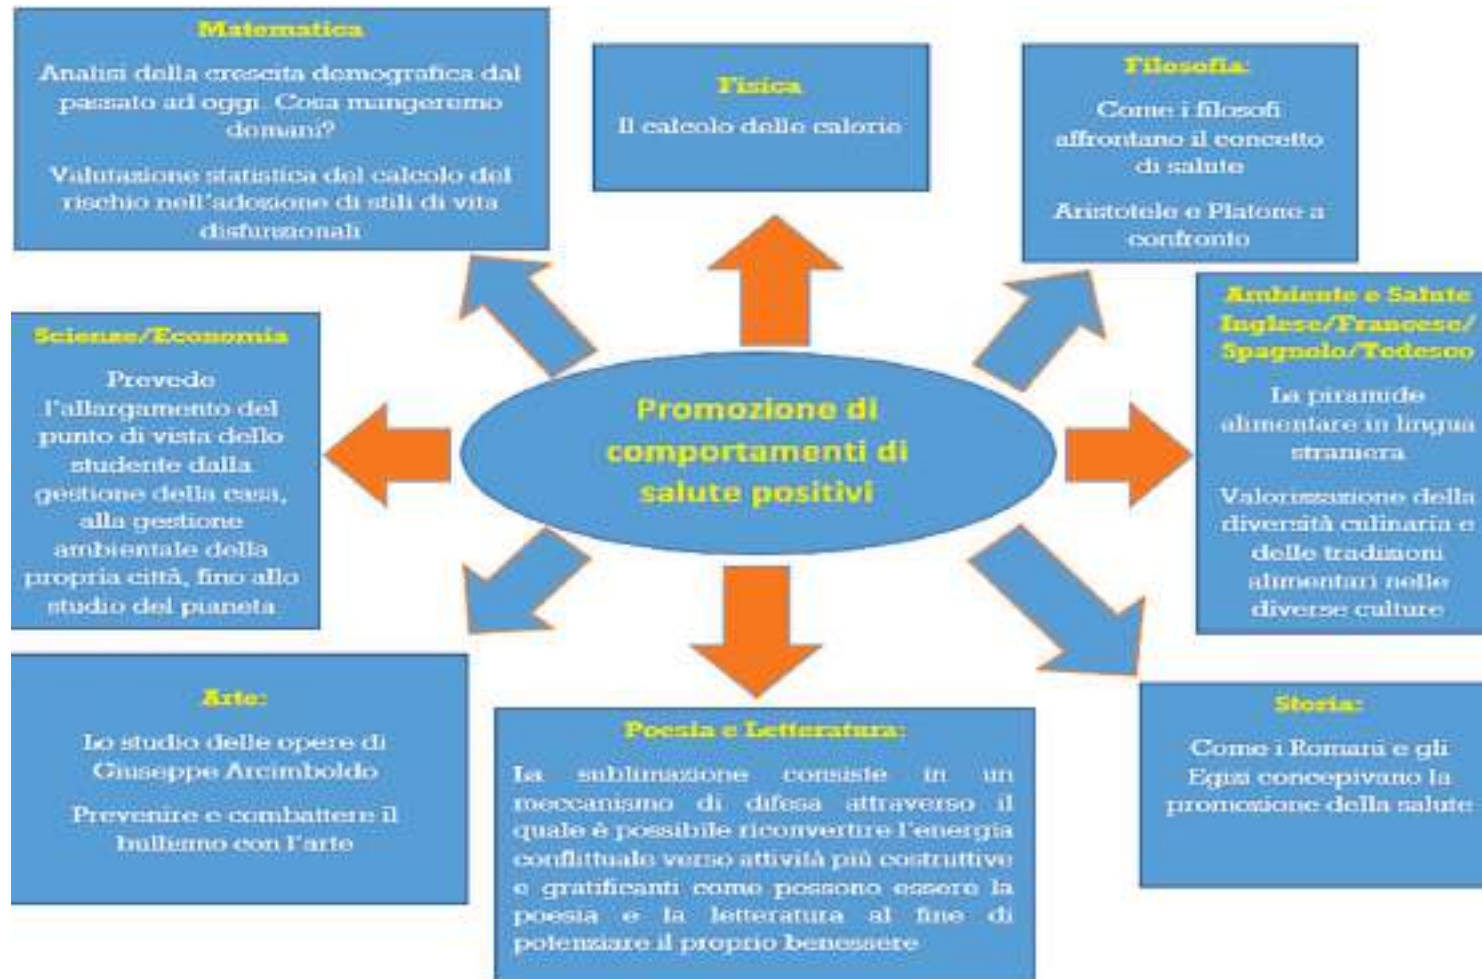 Matematica
Analisi della crescita demografica dal
passato ad oggi. Cosa mangeremo
domani?
Valutazione statistica del calcolo del
rischio nell'adozione di stili di vita
disfunzionali
Fisica
Il calcolo delle calorie
Filosofia:
Come i filosofi
affrontano il concetto
di salute
Aristotele e Platone a
confronto
Scienze/Economia
Prevede
l'allargamento del
punto di vista dello
studente dalla
gestione della casa,
alla gestione
ambientale della
propria città, fino allo
studio del pianeta
Promozione di
comportamenti di
salute positivi
Ambiente e Salute
Inglese/Francese/
Spagnolo/Tedesco
La piramide
alimentare in lingua
straniera
Valorizzazione della
diversità culinaria e
delle tradizioni
alimentari nelle
diverse culture
Arte:
Lo studio delle opere di
Giuseppe Arcimboldo
Prevenire e combattere il
bullismo con l'arte
Poesia e Letteratura:
La sublimazione consiste in un
meccanismo di difesa attraverso il
quale è possibile riconvertire l'energia
conflittuale verso attività più costruttive
e gratificanti come possono essere la
poesia e la letteratura al fine di
potenziare il proprio benessere
Storia:
Come i Romani e gli
Egizi concepivano la
promozione della salute